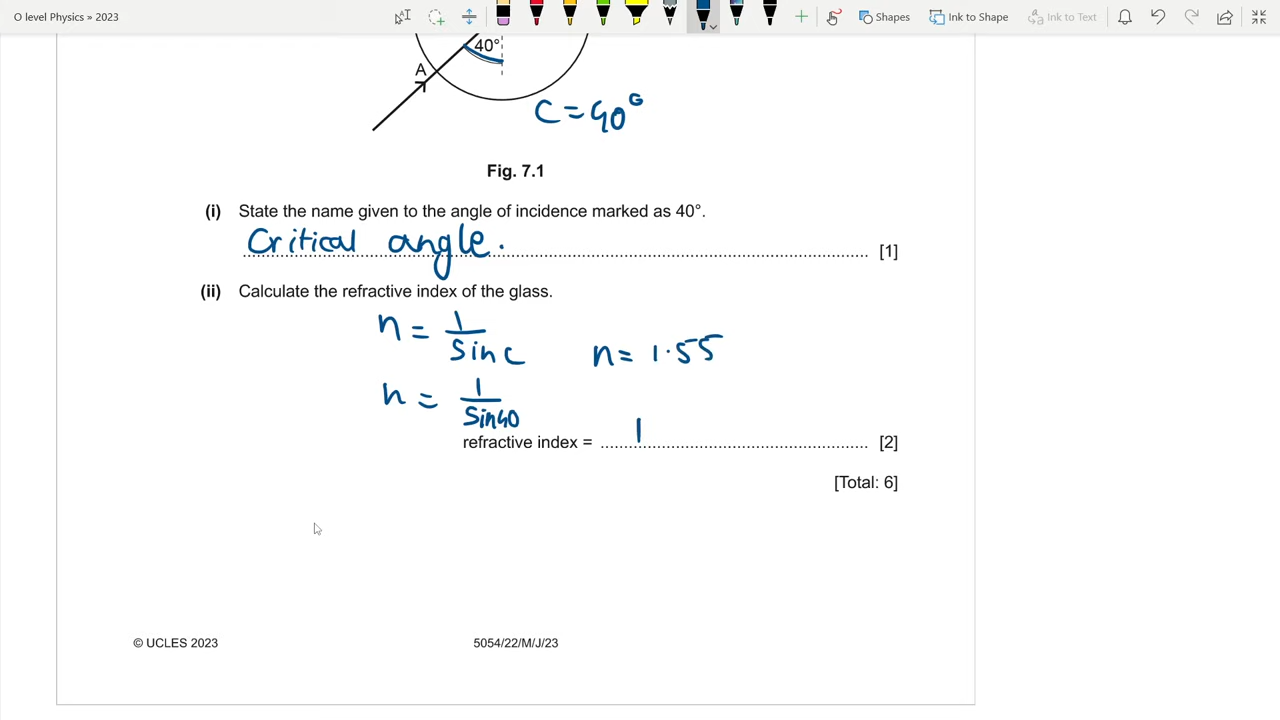 O level Physics » 2023
Shapes
Ink to Shape
Ink to Text
40°
A
C = 40°
Fig. 7.1
(i) State the name given to the angle of incidence marked as 40°.
Critical angle. [1]
(ii) Calculate the refractive index of the glass.
n = 1/Sin C
n = 1.55
n = 1/Sin40
refractive index = 1 [2]
[Total: 6]
© UCLES 2023
5054/22/M/J/23